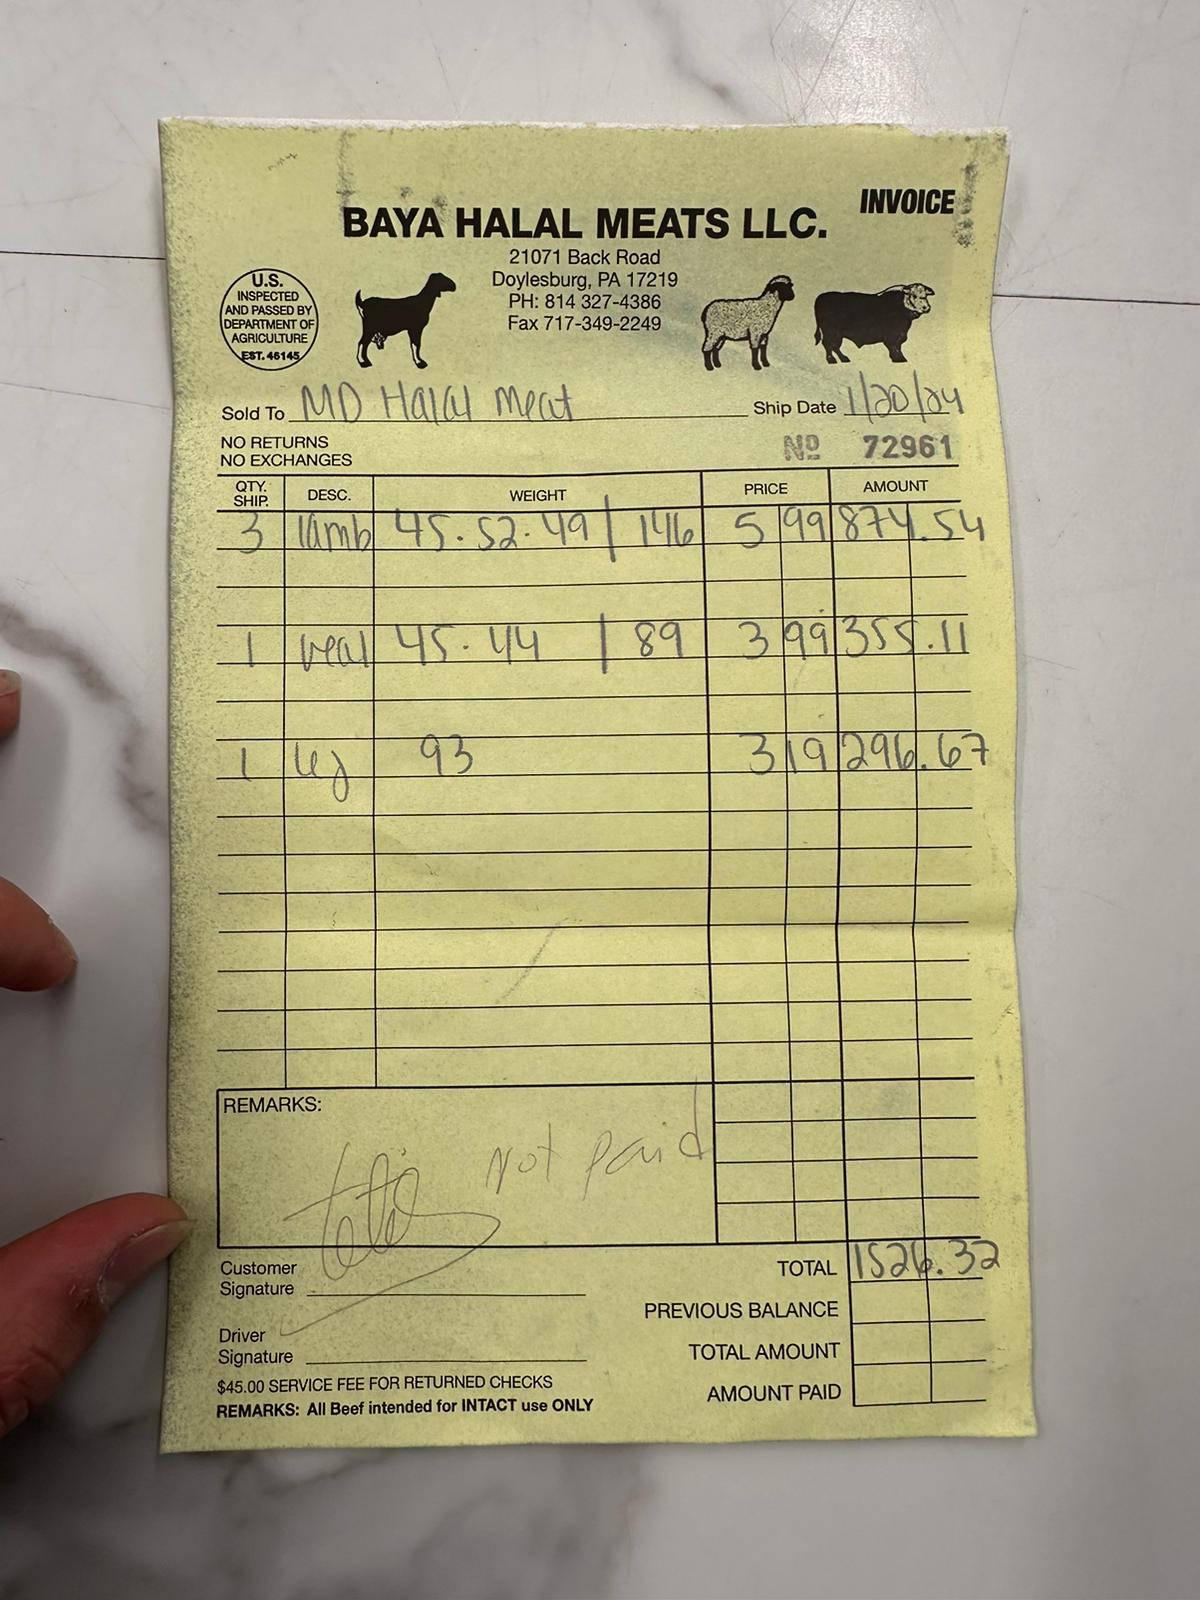 INVOICE
BAYA HALAL MEATS LLC.
21071 Back Road
Doylesburg, PA 17219
PH: 814 327-4386
Fax 717-349-2249
U.S.
INSPECTED
AND PASSED BY
DEPARTMENT OF
AGRICULTURE
EST. 46145
Sold To MD Halal Meat Ship Date 1/20/24
NO RETURNS
NO EXCHANGES
Nº 72961
QTY. SHIP. DESC. WEIGHT PRICE AMOUNT
3 lamb 45.52.49 | 146 5 99 874.54
1 veal 45.44 | 89 3 99 355.11
1 leg 93 3 19 296.67
REMARKS:
Not paid
TOTAL 1526.32
Customer
Signature
PREVIOUS BALANCE
Driver
Signature
TOTAL AMOUNT
AMOUNT PAID
$45.00 SERVICE FEE FOR RETURNED CHECKS
REMARKS: All Beef intended for INTACT use ONLY